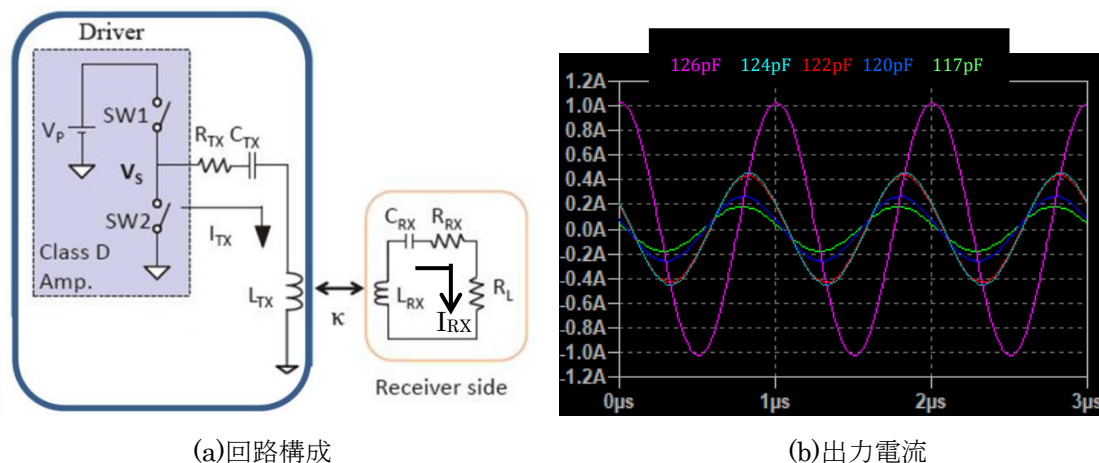 Driver
SW1
V_P
R_TX C_TX
V_S
SW2
I_TX
Class D
Amp.
L_TX
κ
C_RX R_RX
L_RX
R_L
I_RX
Receiver side
(a)回路構成
126pF 124pF 122pF 120pF 117pF
1.2A
1.0A
0.8A
0.6A
0.4A
0.2A
0.0A
-0.2A
-0.4A
-0.6A
-0.8A
-1.0A
-1.2A
0µs 1µs 2µs 3µs
(b)出力電流